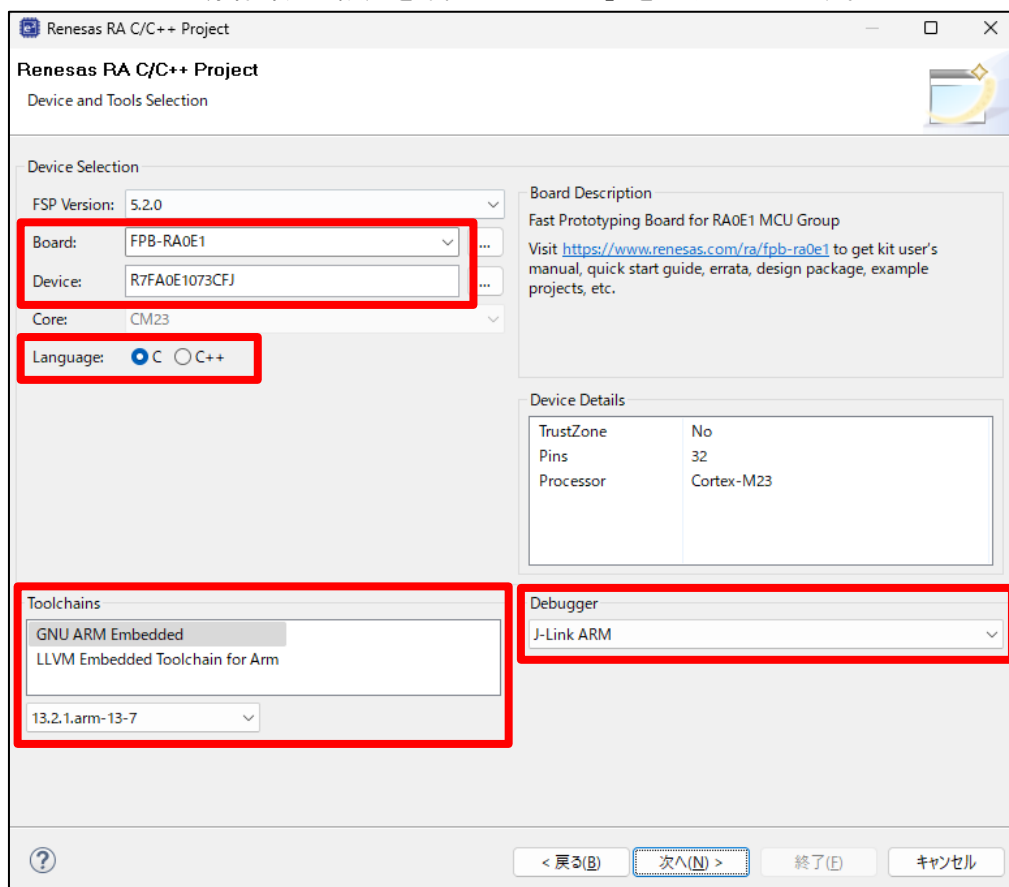 Renesas RA C/C++ Project
Renesas RA C/C++ Project
Device and Tools Selection
Device Selection
FSP Version: 5.2.0
Board: FPB-RA0E1 ...
Device: R7FA0E1073CFJ ...
Core: CM23
Language: C C++
Board Description
Fast Prototyping Board for RA0E1 MCU Group
Visit https://www.renesas.com/ra/fpb-ra0e1 to get kit user's
manual, quick start guide, errata, design package, example
projects, etc.
Device Details
TrustZone No
Pins 32
Processor Cortex-M23
Toolchains
GNU ARM Embedded
LLVM Embedded Toolchain for Arm
13.2.1.arm-13-7
Debugger
J-Link ARM
? < 戻る(B) 次へ(N) > 終了(F) キャンセル